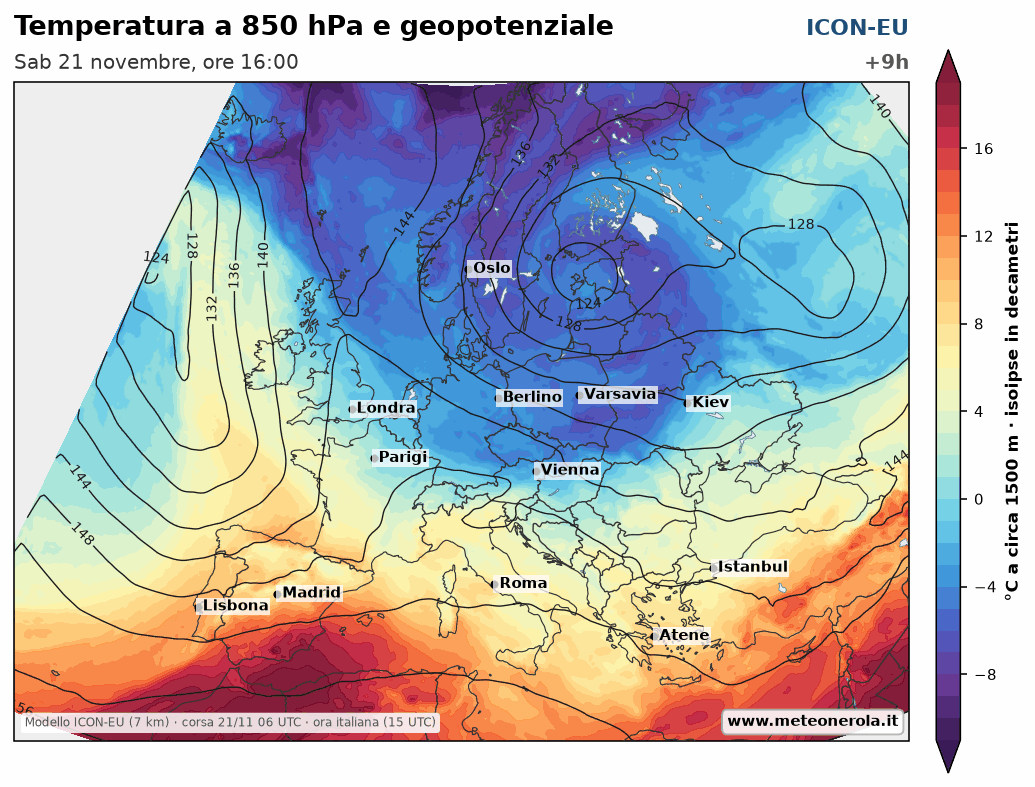 Temperatura a 850 hPa e geopotenziale
ICON-EU
Sab 21 novembre, ore 16:00
+9h
140
136
132
144
140
136
128
132
124
128
Oslo
124
128
Londra
Berlino
Varsavia
Kiev
Parigi
Vienna
144
144
148
Istanbul
Roma
Madrid
Lisbona
Atene
56
Modello ICON-EU (7 km) · corsa 21/11 06 UTC · ora italiana (15 UTC)
www.meteonerola.it
16
12
8
4
0
−4
−8
°C a circa 1500 m · Isoipse in decametri